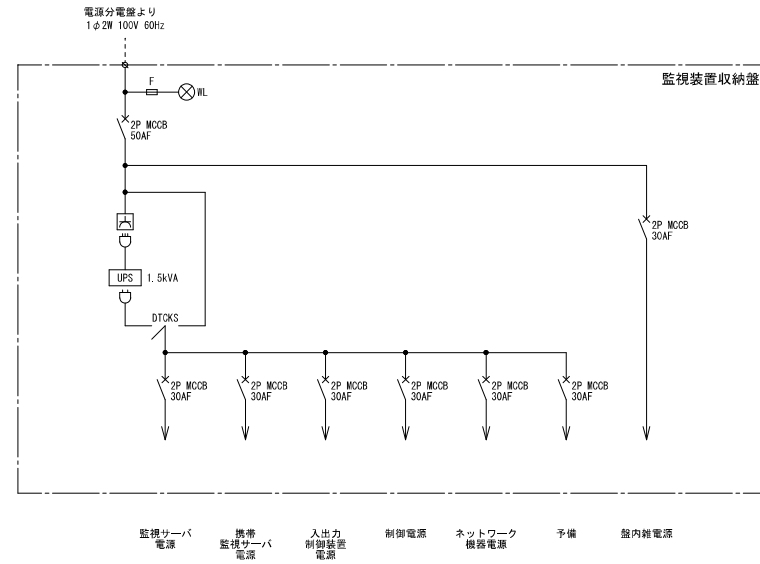 電源分電盤より
1φ2W 100V 60Hz
監視装置収納盤
F
WL
2P MCCB
50AF
2P MCCB
30AF
UPS
1.5kVA
DTCKS
2P MCCB
30AF
2P MCCB
30AF
2P MCCB
30AF
2P MCCB
30AF
2P MCCB
30AF
2P MCCB
30AF
監視サーバ
電源
携帯
監視サーバ
電源
入出力
制御装置
電源
制御電源
ネットワーク
機器電源
予備
盤内雑電源